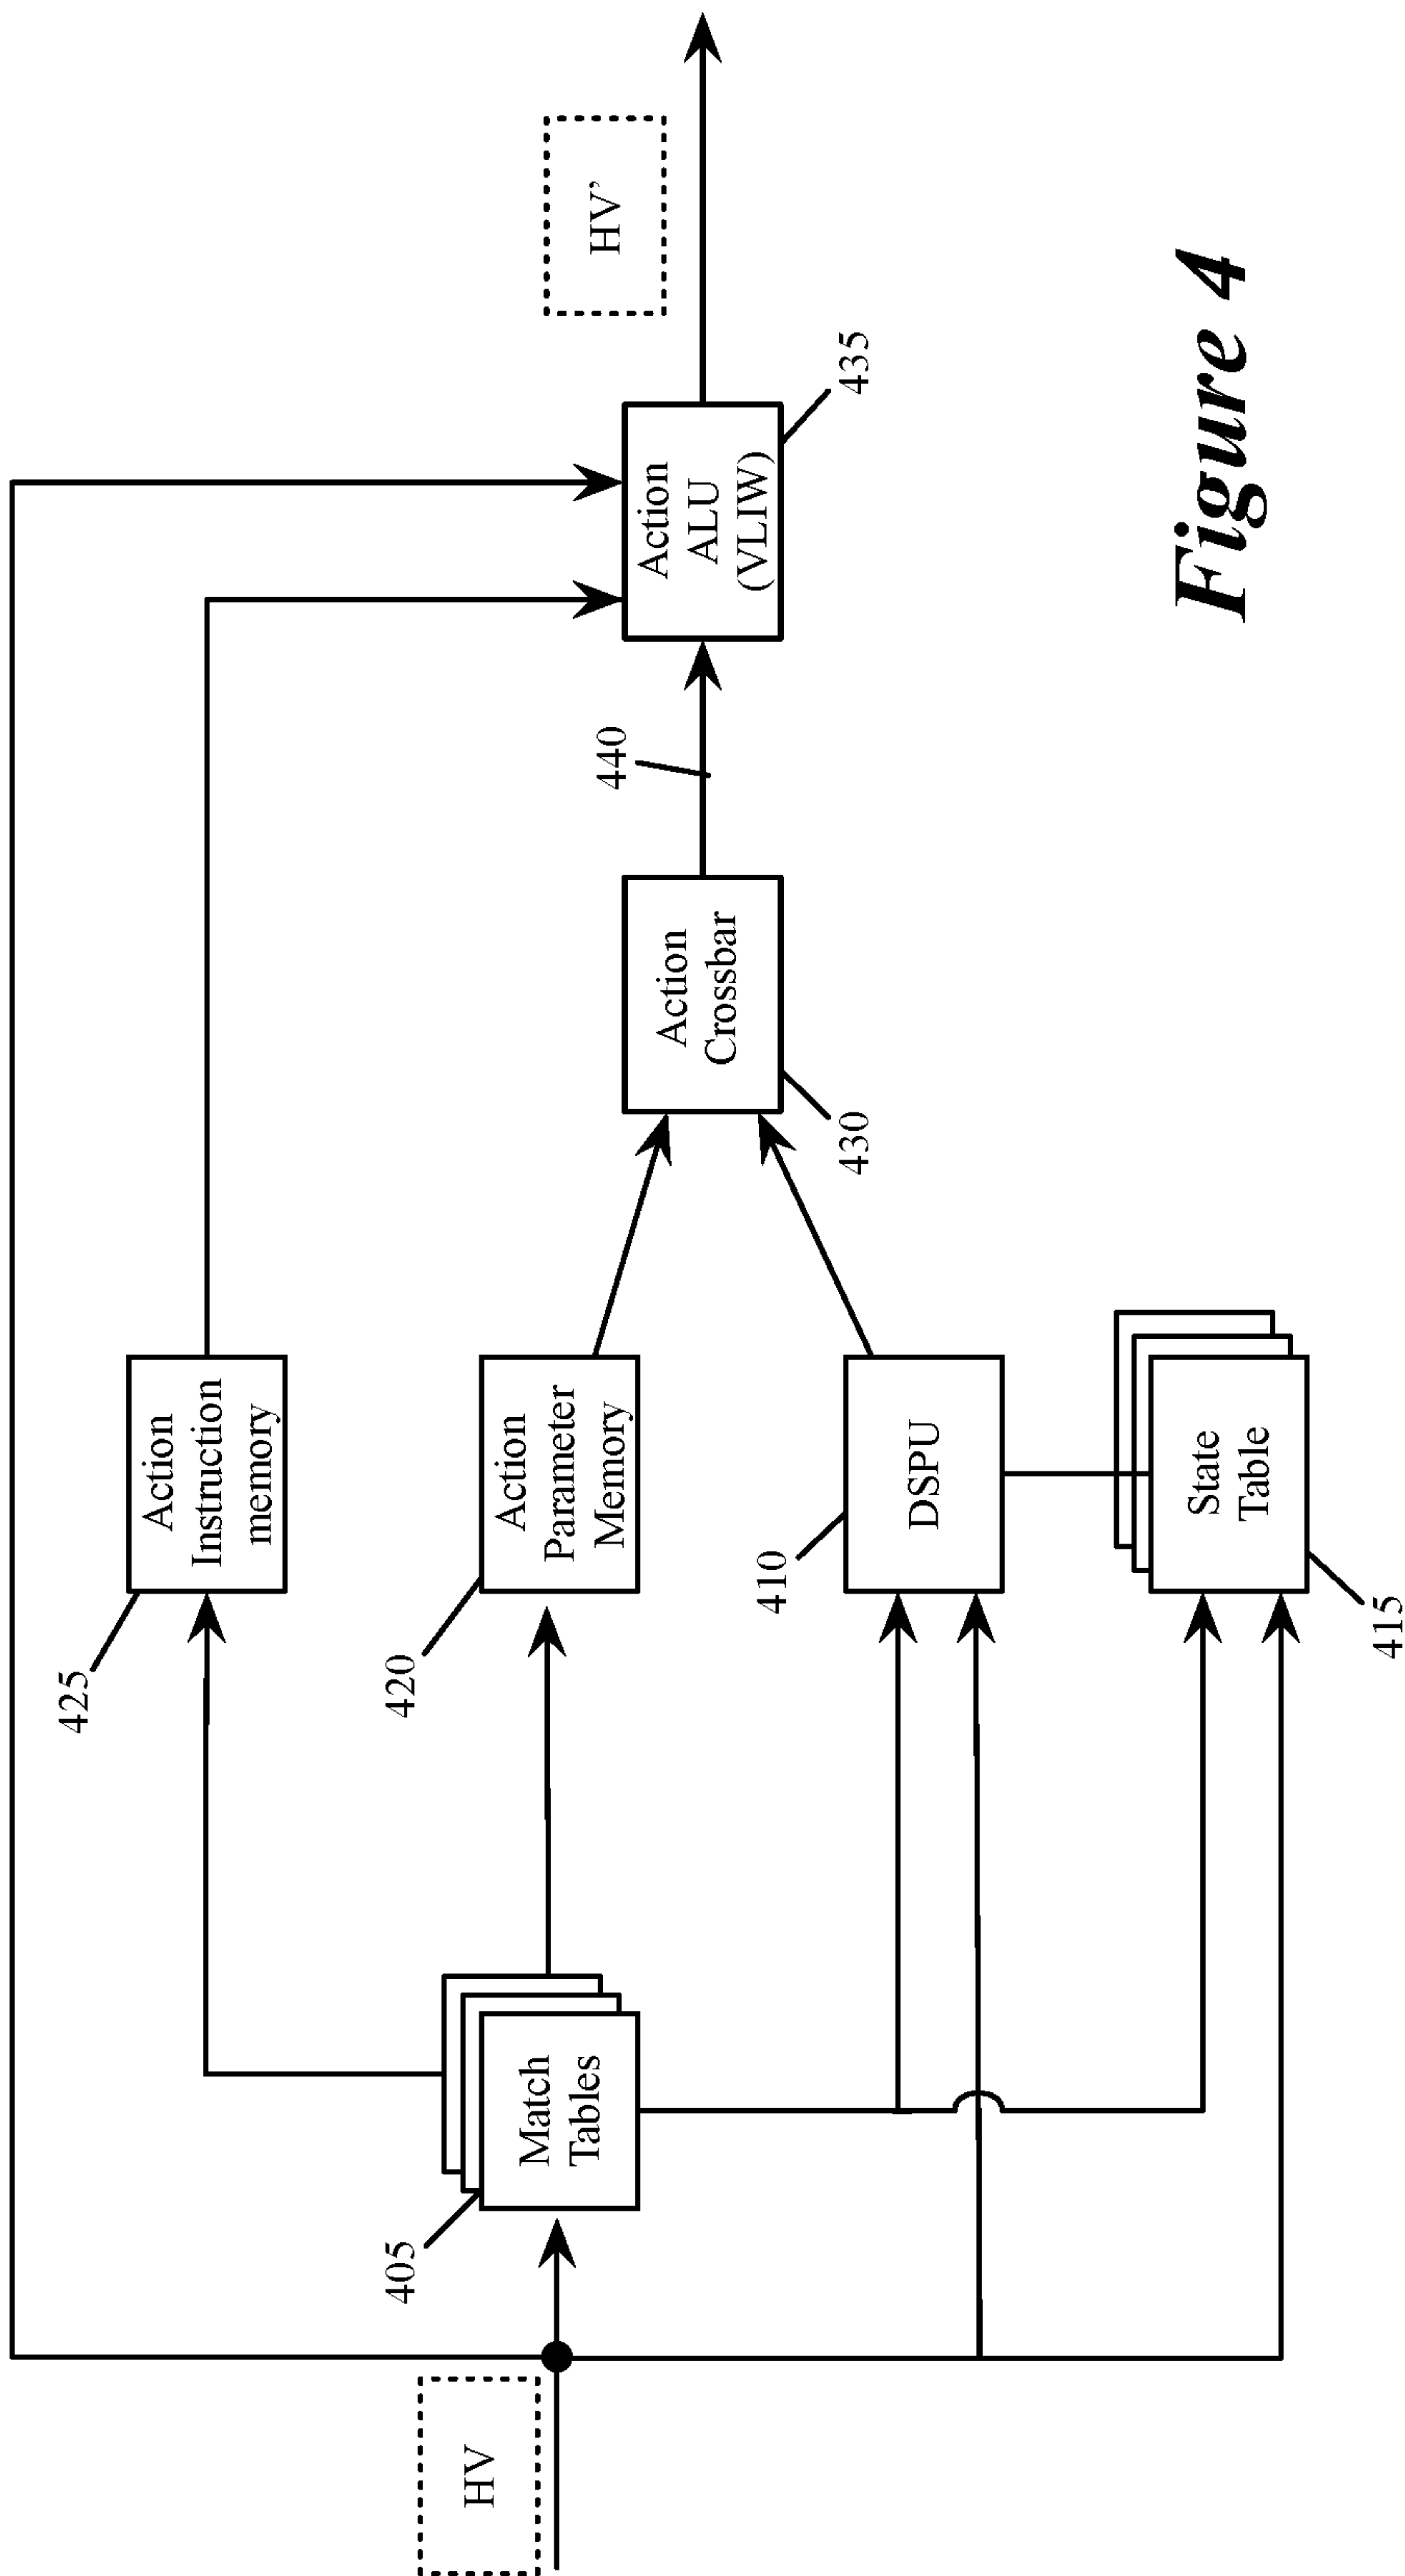 HV
405
Match
Tables
425
Action
Instruction
memory
420
Action
Parameter
Memory
410
DSPU
State
Table
415
Action
Crossbar
430
440
Action
ALU
(VLIW)
435
HV’
Figure 4